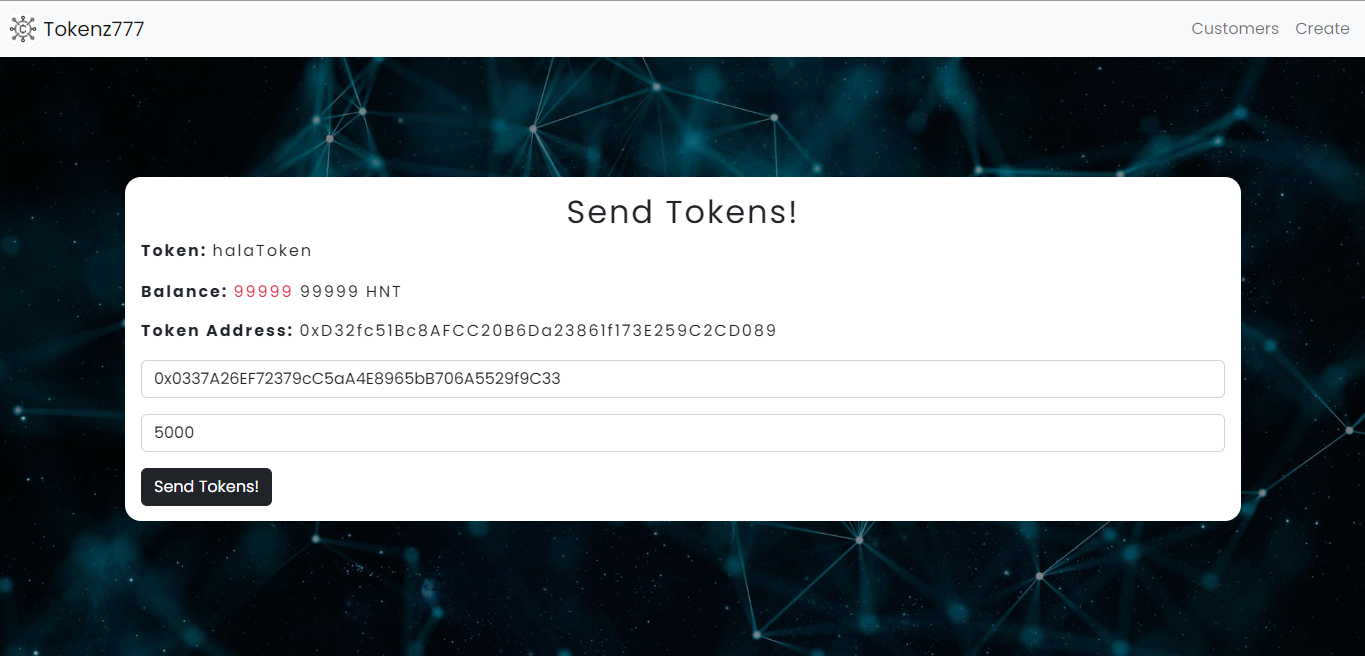 Tokenz777
Customers Create
Send Tokens!
Token: halaToken
Balance: 99999 99999 HNT
Token Address: 0xD32fc51Bc8AFCC20B6Da23861f173E259C2CD089
0x0337A26EF72379cC5aA4E8965bB706A5529f9C33
5000
Send Tokens!